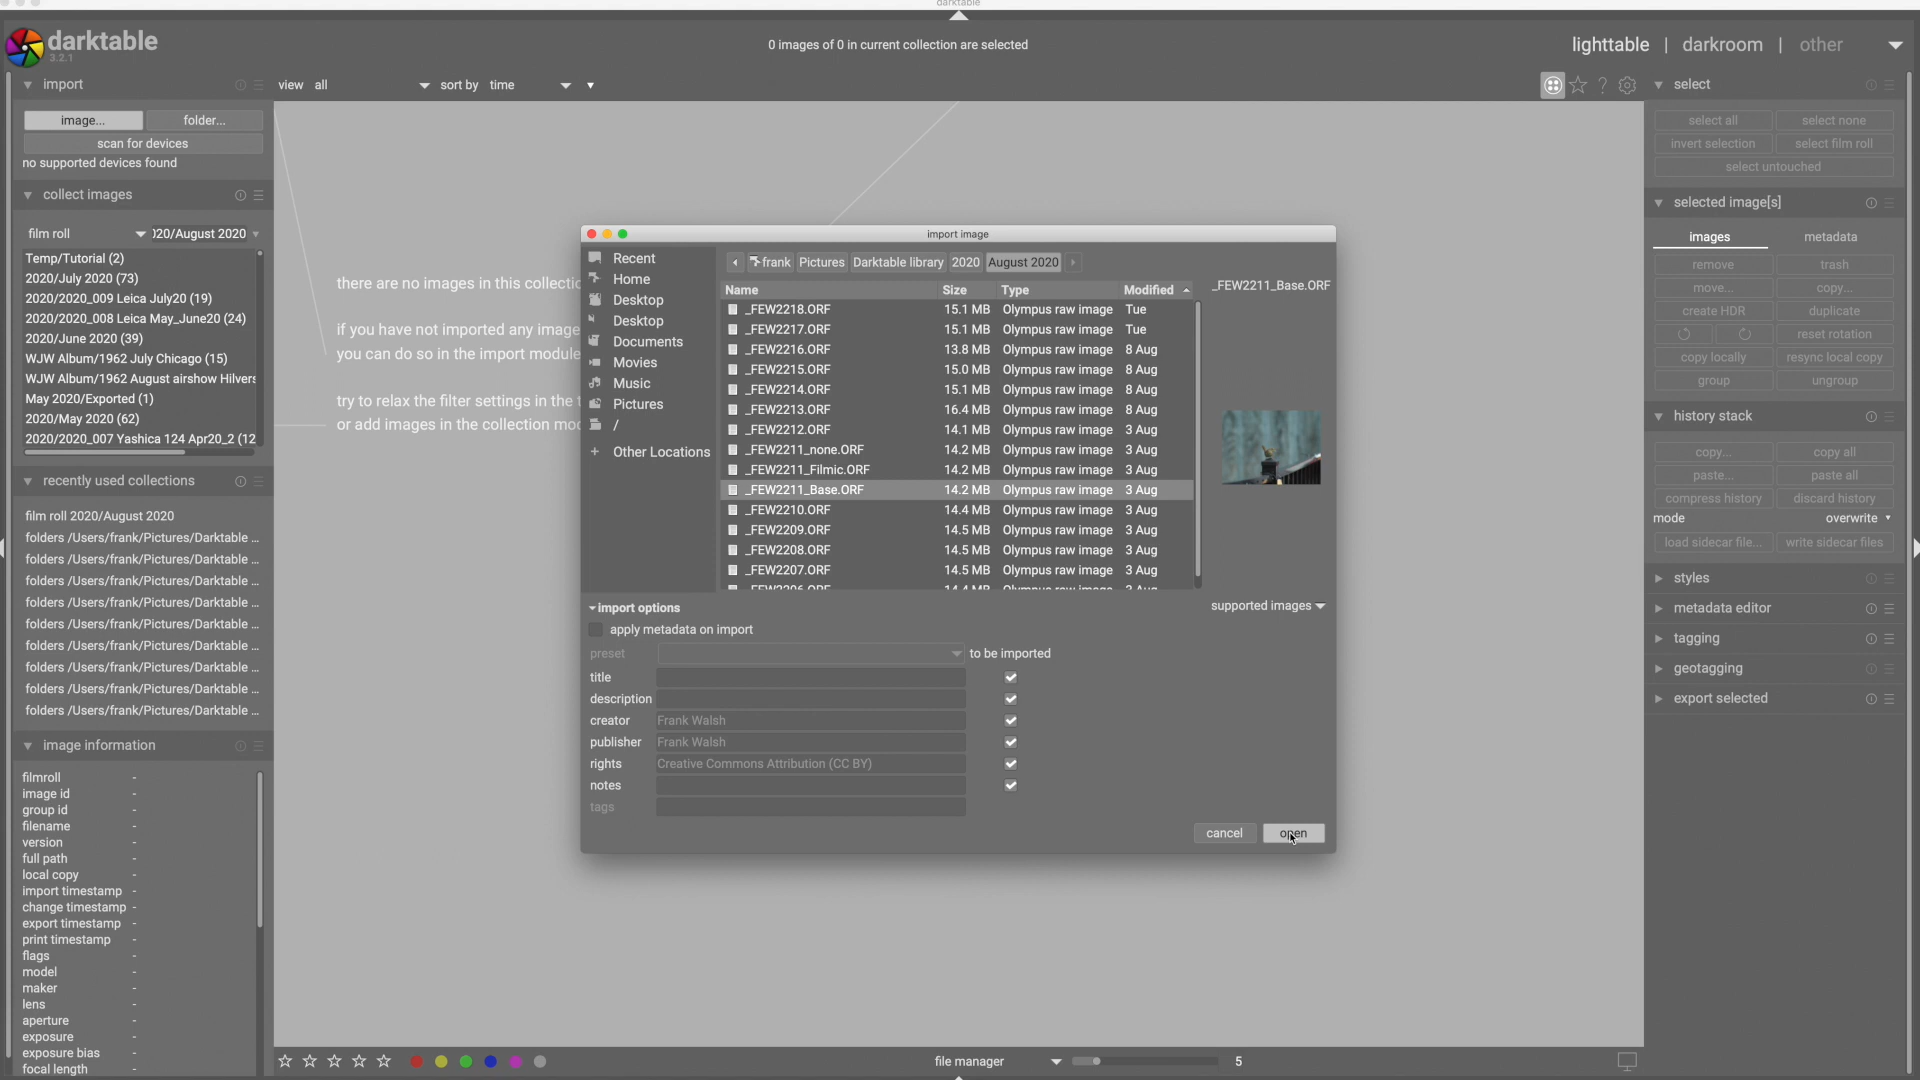 darktable
darktable
3.2.1
0 images of 0 in current collection are selected
lighttable | darkroom | other
import
image...
folder...
scan for devices
no supported devices found
view all
sort by time
collect images
film roll
)20/August 2020
Temp/Tutorial (2)
2020/July 2020 (73)
2020/2020_009 Leica July20 (19)
2020/2020_008 Leica May_June20 (24)
2020/June 2020 (39)
WJW Album/1962 July Chicago (15)
WJW Album/1962 August airshow Hilvers
May 2020/Exported (1)
2020/May 2020 (62)
2020/2020_007 Yashica 124 Apr20_2 (12
recently used collections
film roll 2020/August 2020
folders /Users/frank/Pictures/Darktable ...
folders /Users/frank/Pictures/Darktable ...
folders /Users/frank/Pictures/Darktable ...
folders /Users/frank/Pictures/Darktable ...
folders /Users/frank/Pictures/Darktable ...
folders /Users/frank/Pictures/Darktable ...
folders /Users/frank/Pictures/Darktable ...
folders /Users/frank/Pictures/Darktable ...
folders /Users/frank/Pictures/Darktable ...
image information
filmroll -
image id -
group id -
filename -
version -
full path -
local copy -
import timestamp -
change timestamp -
export timestamp -
print timestamp -
flags -
model -
maker -
lens -
aperture -
exposure -
exposure bias -
focal length -
there are no images in this collectio
if you have not imported any image
you can do so in the import module
try to relax the filter settings in the t
or add images in the collection mod
import image
Recent
Home
Desktop
Desktop
Documents
Movies
Music
Pictures
/
+ Other Locations
frank Pictures Darktable library 2020 August 2020
Name Size Type Modified
_FEW2218.ORF 15.1 MB Olympus raw image Tue
_FEW2217.ORF 15.1 MB Olympus raw image Tue
_FEW2216.ORF 13.8 MB Olympus raw image 8 Aug
_FEW2215.ORF 15.0 MB Olympus raw image 8 Aug
_FEW2214.ORF 15.1 MB Olympus raw image 8 Aug
_FEW2213.ORF 16.4 MB Olympus raw image 8 Aug
_FEW2212.ORF 14.1 MB Olympus raw image 3 Aug
_FEW2211_none.ORF 14.2 MB Olympus raw image 3 Aug
_FEW2211_Filmic.ORF 14.2 MB Olympus raw image 3 Aug
_FEW2211_Base.ORF 14.2 MB Olympus raw image 3 Aug
_FEW2210.ORF 14.4 MB Olympus raw image 3 Aug
_FEW2209.ORF 14.5 MB Olympus raw image 3 Aug
_FEW2208.ORF 14.5 MB Olympus raw image 3 Aug
_FEW2207.ORF 14.5 MB Olympus raw image 3 Aug
_FEW2206.ORF 14.4 MB Olympus raw image 3 Aug
_FEW2211_Base.ORF
import options
supported images
apply metadata on import
preset
to be imported
title
description
creator Frank Walsh
publisher Frank Walsh
rights Creative Commons Attribution (CC BY)
notes
tags
cancel
open
file manager
5
select
select all
select none
invert selection
select film roll
select untouched
selected image[s]
images
metadata
remove
trash
move...
copy...
create HDR
duplicate
reset rotation
copy locally
resync local copy
group
ungroup
history stack
copy...
copy all
paste...
paste all
compress history
discard history
mode
overwrite
load sidecar file...
write sidecar files
styles
metadata editor
tagging
geotagging
export selected